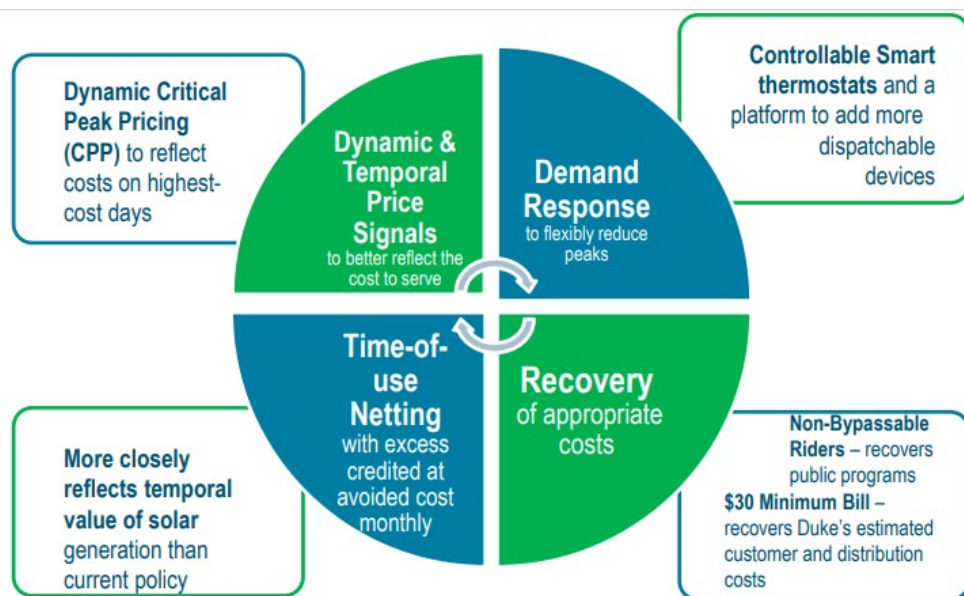 Dynamic Critical
Peak Pricing
(CPP) to reflect
costs on highest-
cost days
Dynamic &
Temporal
Price
Signals
to better reflect the
cost to serve
Demand
Response
to flexibly reduce
peaks
Controllable Smart
thermostats and a
platform to add more
dispatchable
devices
More closely
reflects temporal
value of solar
generation than
current policy
Time-of-
use
Netting
with excess
credited at
avoided cost
monthly
Recovery
of appropriate
costs
Non-Bypassable
Riders – recovers
public programs
$30 Minimum Bill –
recovers Duke's estimated
customer and distribution
costs